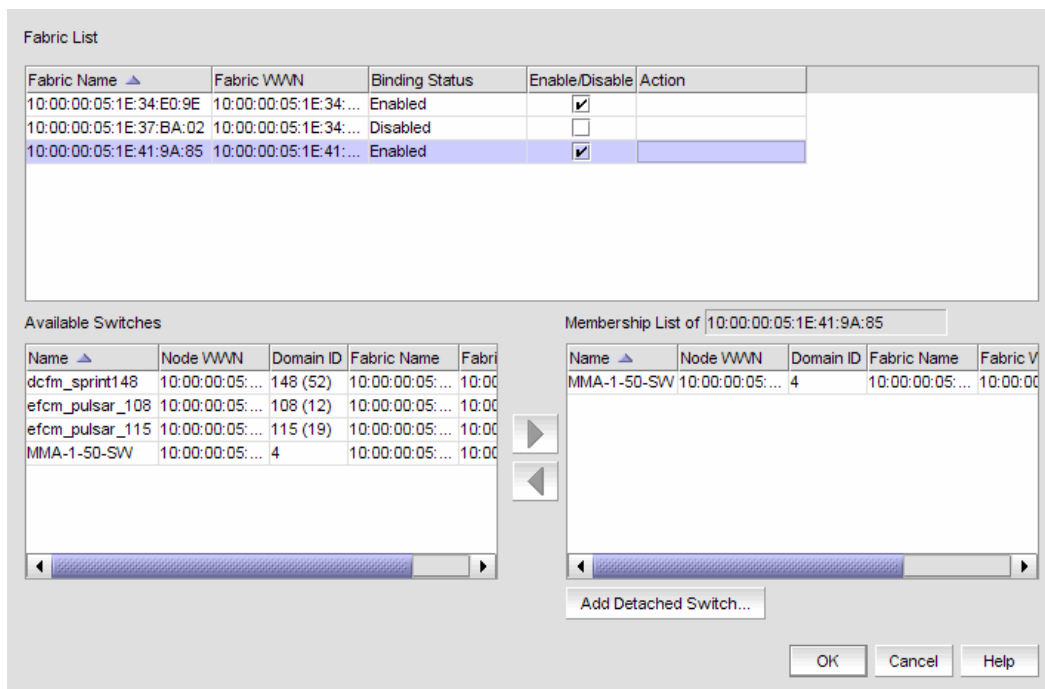 Fabric List
Fabric Name Fabric WWN Binding Status Enable/Disable Action
10:00:00:05:1E:34:E0:9E 10:00:00:05:1E:34:... Enabled
10:00:00:05:1E:37:BA:02 10:00:00:05:1E:34:... Disabled
10:00:00:05:1E:41:9A:85 10:00:00:05:1E:41:... Enabled
Available Switches
Name Node WWN Domain ID Fabric Name Fabri
dcfm_sprint148 10:00:00:05:... 148 (52) 10:00:00:05:... 10:00
efcm_pulsar_108 10:00:00:05:... 108 (12) 10:00:00:05:... 10:00
efcm_pulsar_115 10:00:00:05:... 115 (19) 10:00:00:05:... 10:00
MMA-1-50-SW 10:00:00:05:... 4 10:00:00:05:... 10:00
Membership List of 10:00:00:05:1E:41:9A:85
Name Node WWN Domain ID Fabric Name Fabric W
MMA-1-50-SW 10:00:00:05:... 4 10:00:00:05:... 10:00
Add Detached Switch...
OK Cancel Help